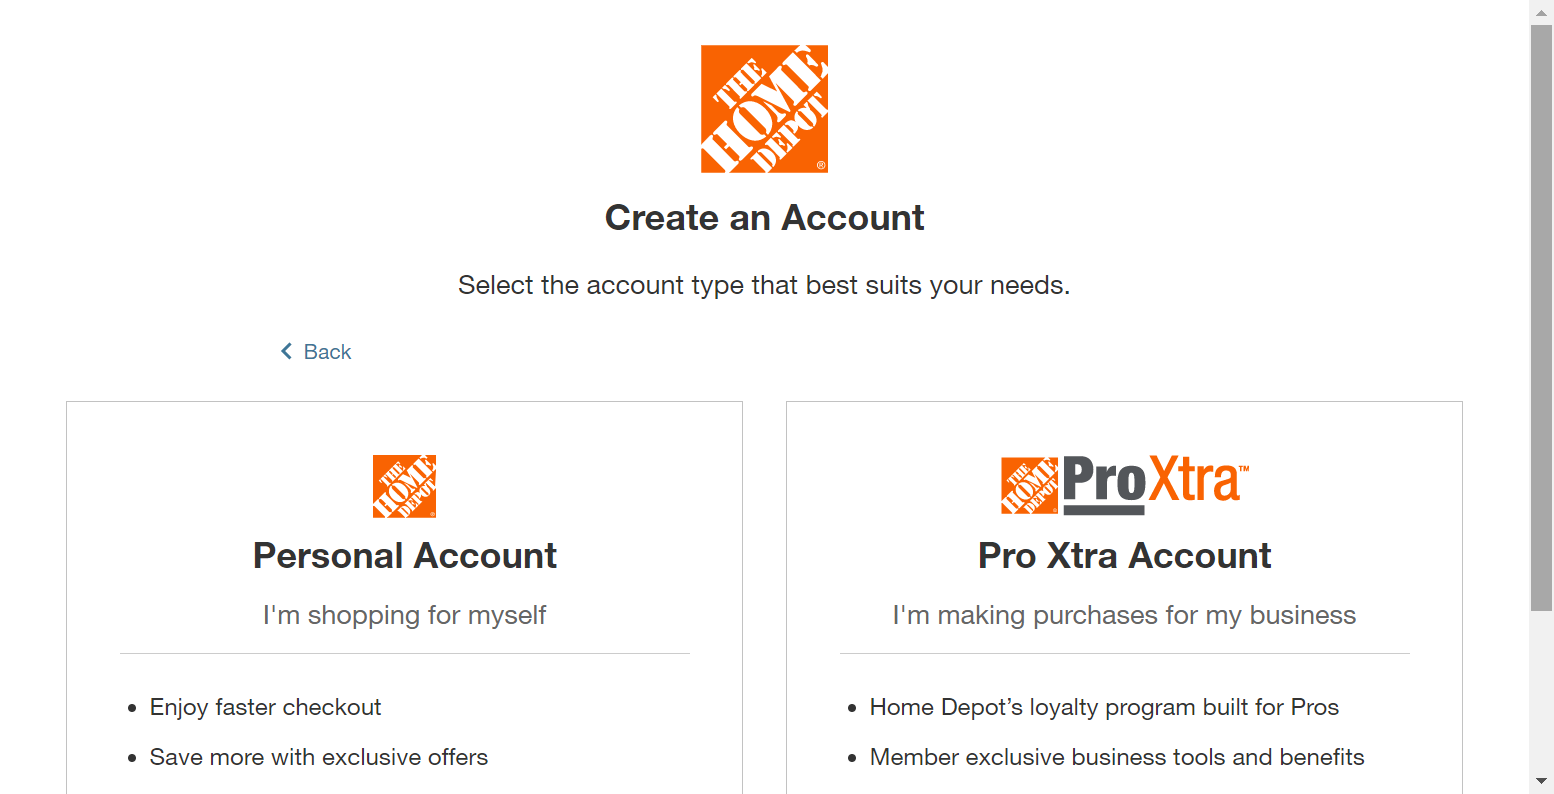 THE
HOME
DEPOT
®
Create an Account
Select the account type that best suits your needs.
Back
THE
HOME
DEPOT
Personal Account
I'm shopping for myself
Enjoy faster checkout
Save more with exclusive offers
THE
HOME
DEPOT
ProXtra™
Pro Xtra Account
I'm making purchases for my business
Home Depot’s loyalty program built for Pros
Member exclusive business tools and benefits